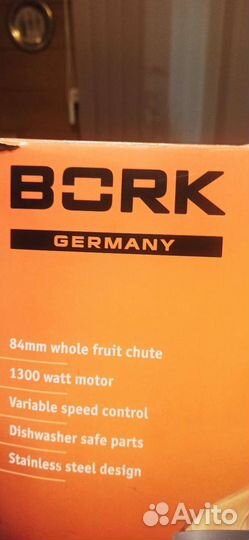 BORK
GERMANY
84mm whole fruit chute
1300 watt motor
Variable speed control
Dishwasher safe parts
Stainless steel design
Avito